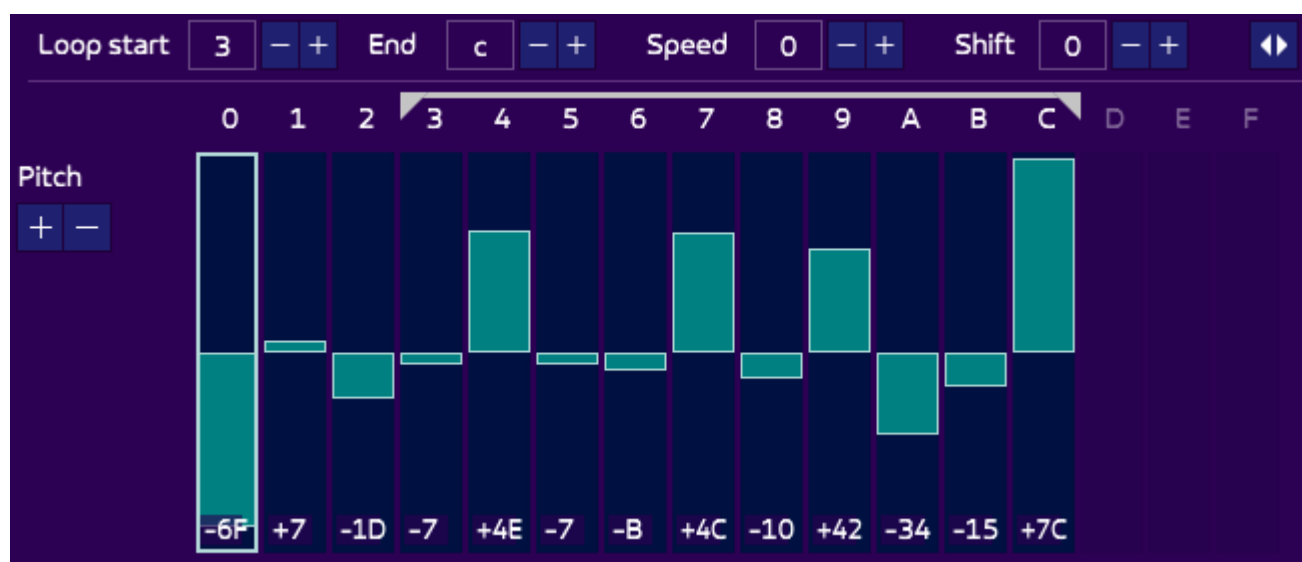 Loop start 3 − + End c − + Speed 0 − + Shift 0 − +
0 1 2 3 4 5 6 7 8 9 A B C D E F
Pitch
+ −
-6F +7 -1D -7 +4E -7 -B +4C -10 +42 -34 -15 +7C